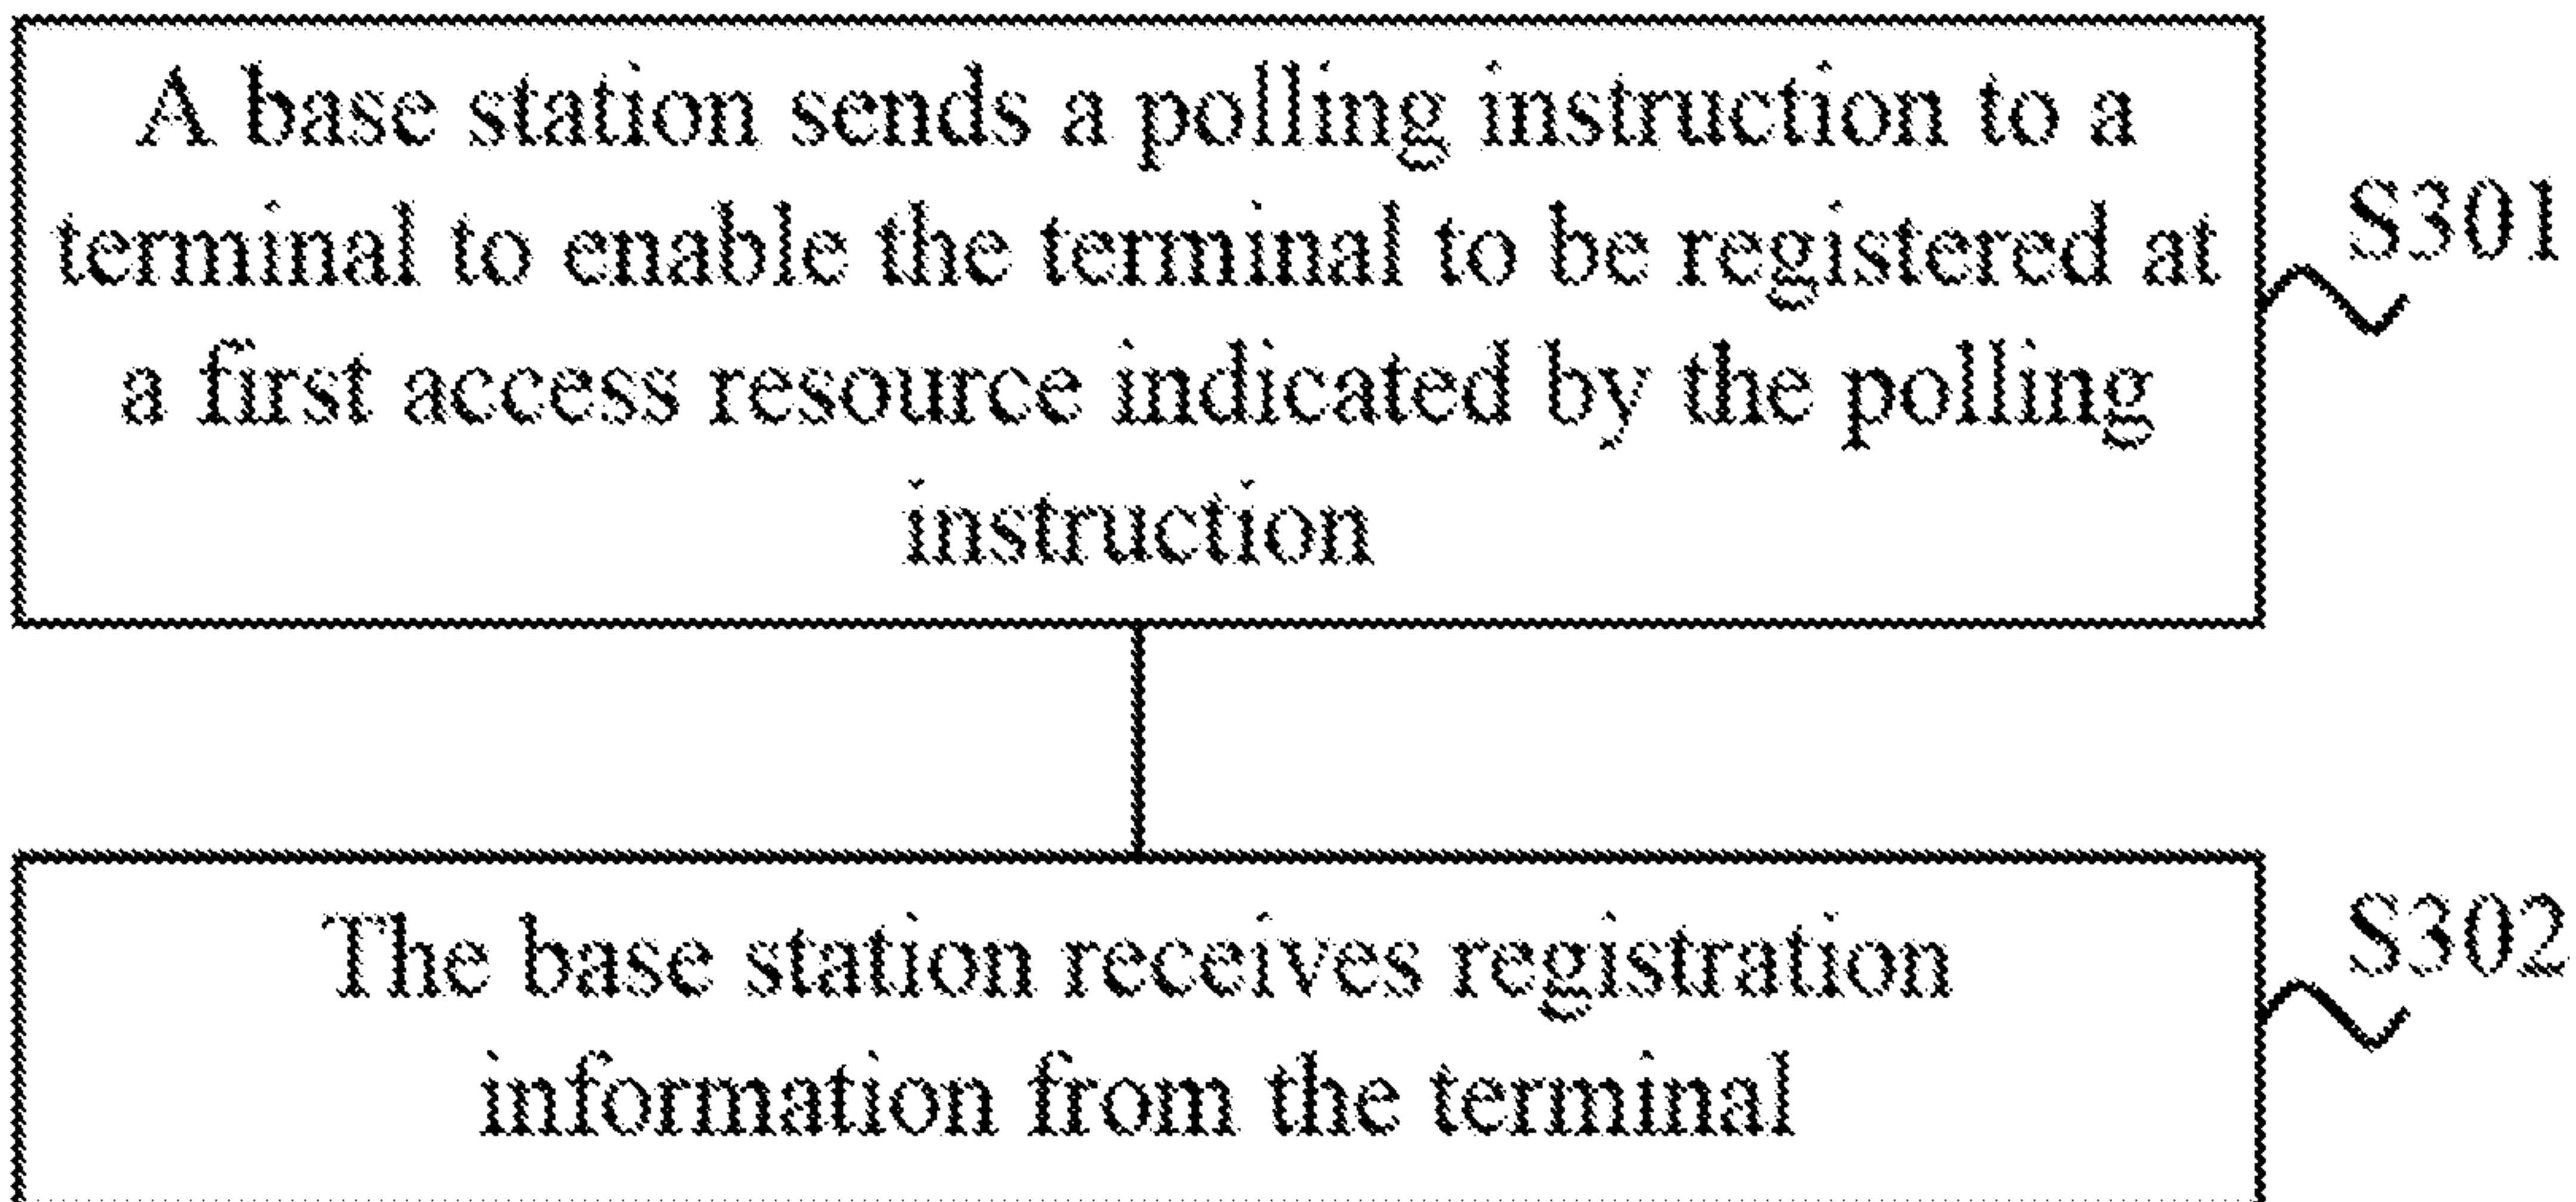 A base station sends a polling instruction to a
terminal to enable the terminal to be registered at
a first access resource indicated by the polling
instruction
S301
The base station receives registration
information from the terminal
S302